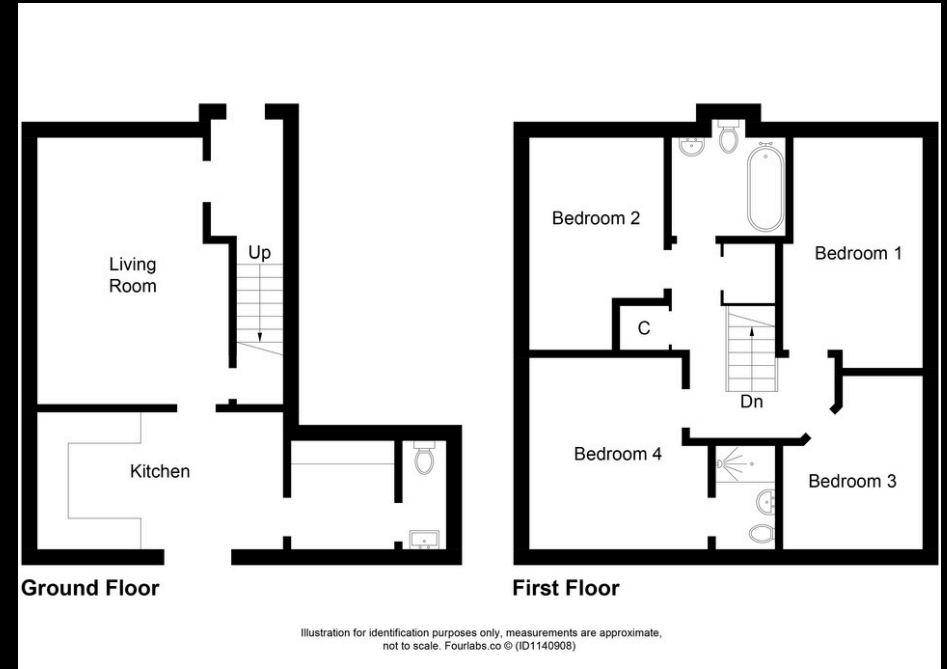 Living
Room
Up
Kitchen
Ground Floor
Bedroom 2
Bedroom 1
C
Dn
Bedroom 4
Bedroom 3
First Floor
Illustration for identification purposes only, measurements are approximate,
not to scale. Fourlabs.co © (ID1140908)